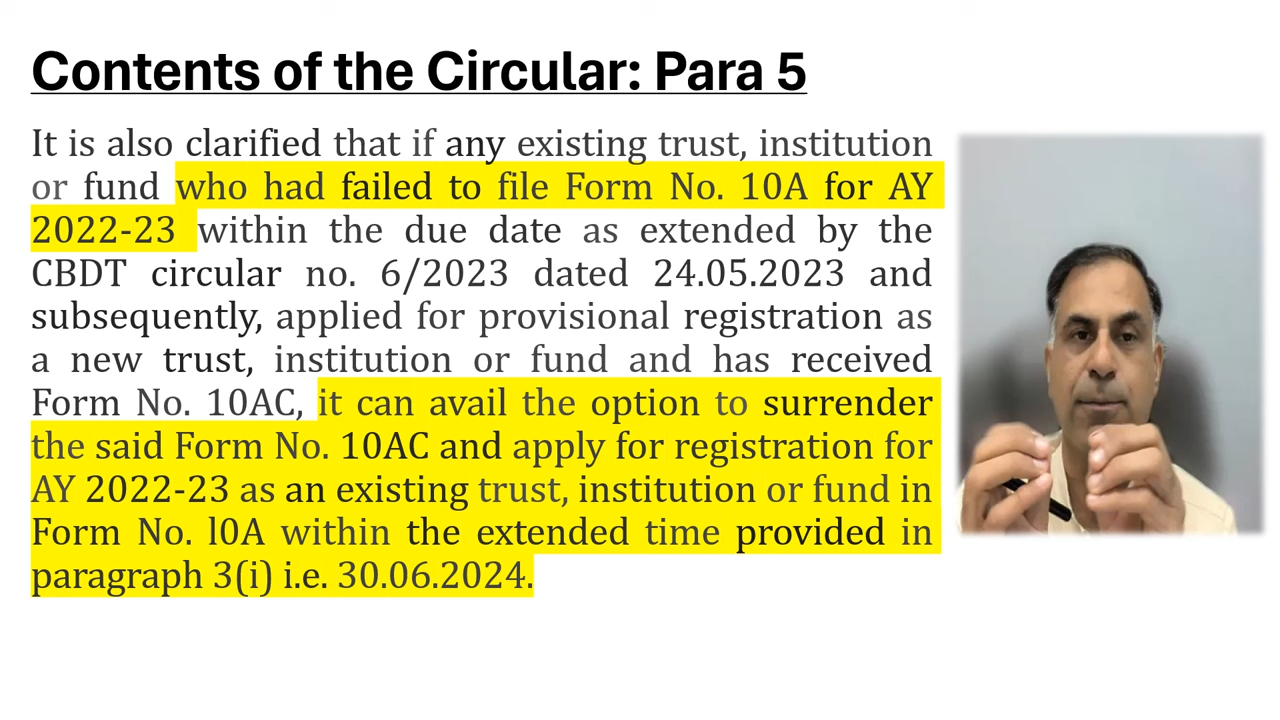 Contents of the Circular: Para 5
It is also clarified that if any existing trust, institution
or fund who had failed to file Form No. 10A for AY
2022-23 within the due date as extended by the
CBDT circular no. 6/2023 dated 24.05.2023 and
subsequently, applied for provisional registration as
a new trust, institution or fund and has received
Form No. 10AC, it can avail the option to surrender
the said Form No. 10AC and apply for registration for
AY 2022-23 as an existing trust, institution or fund in
Form No. l0A within the extended time provided in
paragraph 3(i) i.e. 30.06.2024.